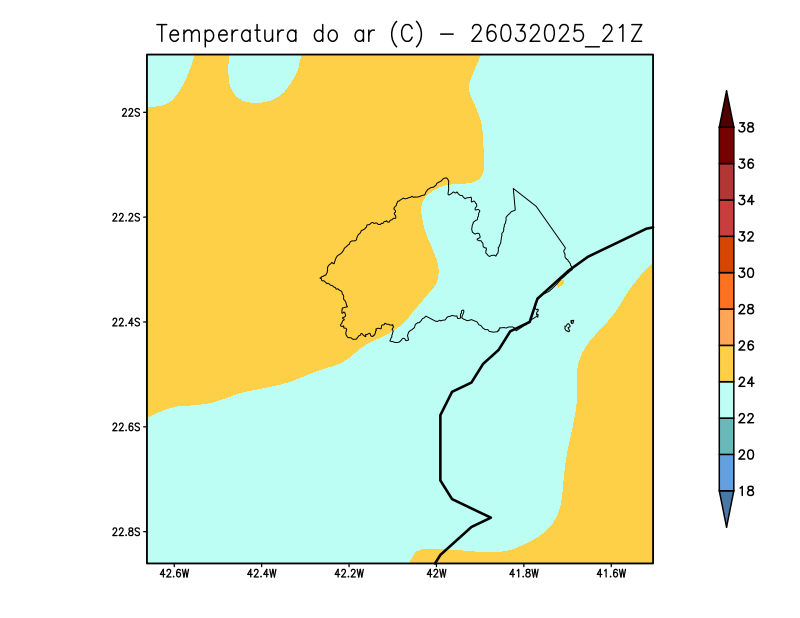 Temperatura do ar (C) - 26032025_21Z
22S
22.2S
22.4S
22.6S
22.8S
42.6W
42.4W
42.2W
42W
41.8W
41.6W
38
36
34
32
30
28
26
24
22
20
18